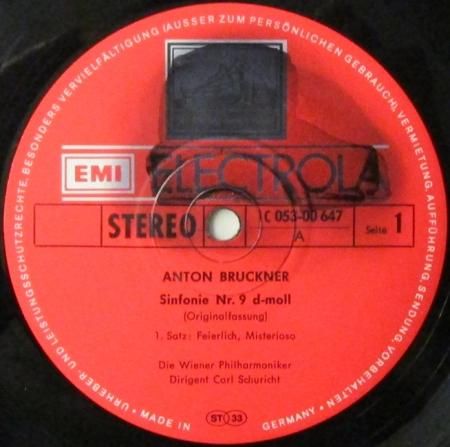 URHEBER- UND LEISTUNGSSCHUTZRECHTE, BESONDERS VERVIELFÄLTIGUNG (AUSSER ZUM PERSÖNLICHEN GEBRAUCH), VERMIETUNG, AUFFÜHRUNG, SENDUNG, VORBEHALTEN •
EMI ELECTROLA
STEREO
1C 053-00 647
A
Seite 1
ANTON BRUCKNER
Sinfonie Nr. 9 d-moll
(Originalfassung)
1. Satz: Feierlich, Misterioso
Die Wiener Philharmoniker
Dirigent Carl Schuricht
MADE IN GERMANY •
ST 33